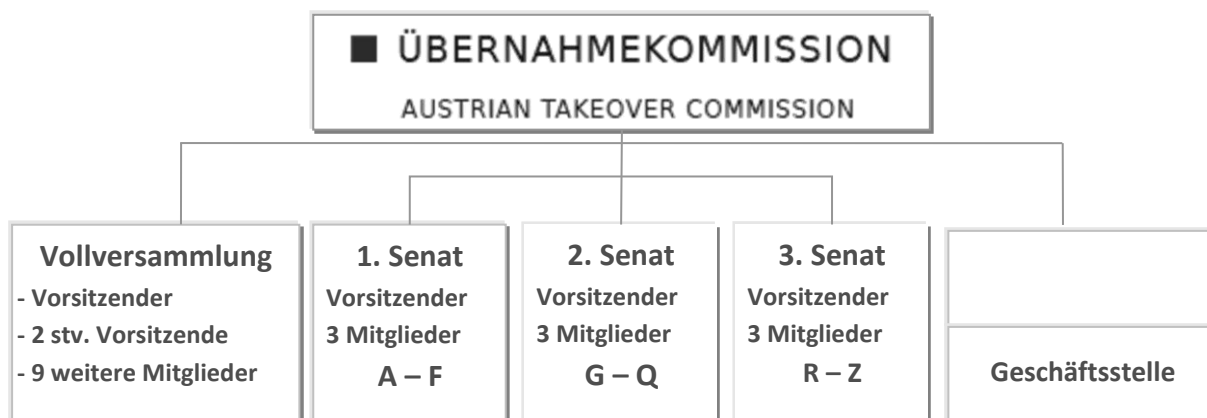 ■ ÜBERNAHMEKOMMISSION
AUSTRIAN TAKEOVER COMMISSION
Vollversammlung
- Vorsitzender
- 2 stv. Vorsitzende
- 9 weitere Mitglieder
1. Senat
Vorsitzender
3 Mitglieder
A – F
2. Senat
Vorsitzender
3 Mitglieder
G – Q
3. Senat
Vorsitzender
3 Mitglieder
R – Z
Geschäftsstelle